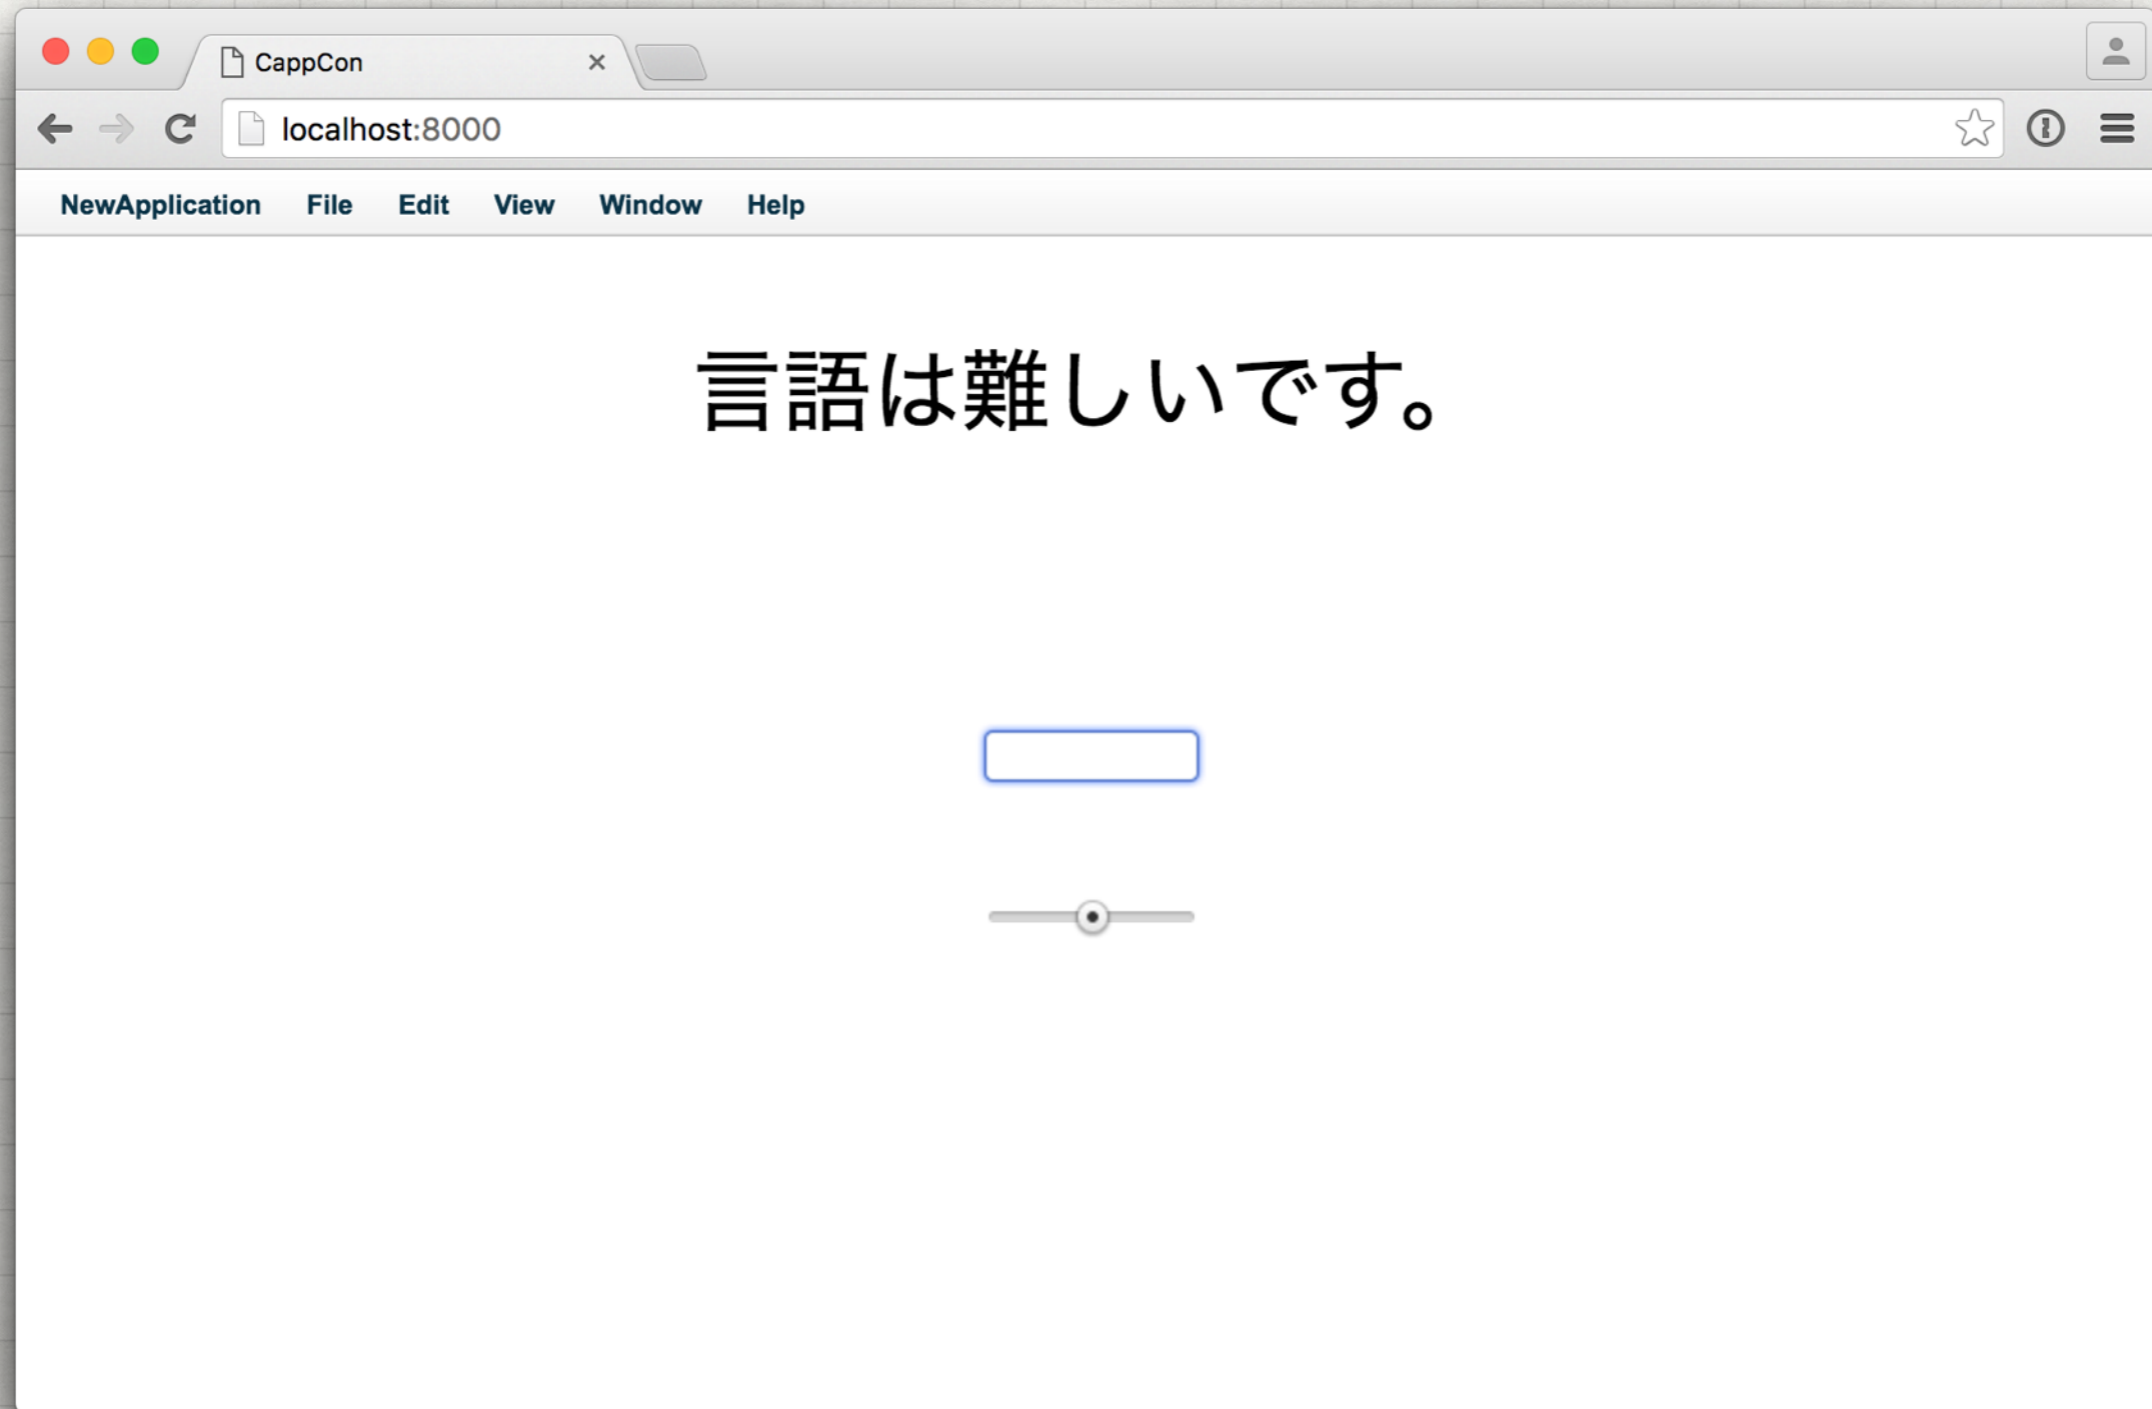 CappCon
localhost:8000
NewApplication File Edit View Window Help
言語は難しいです。